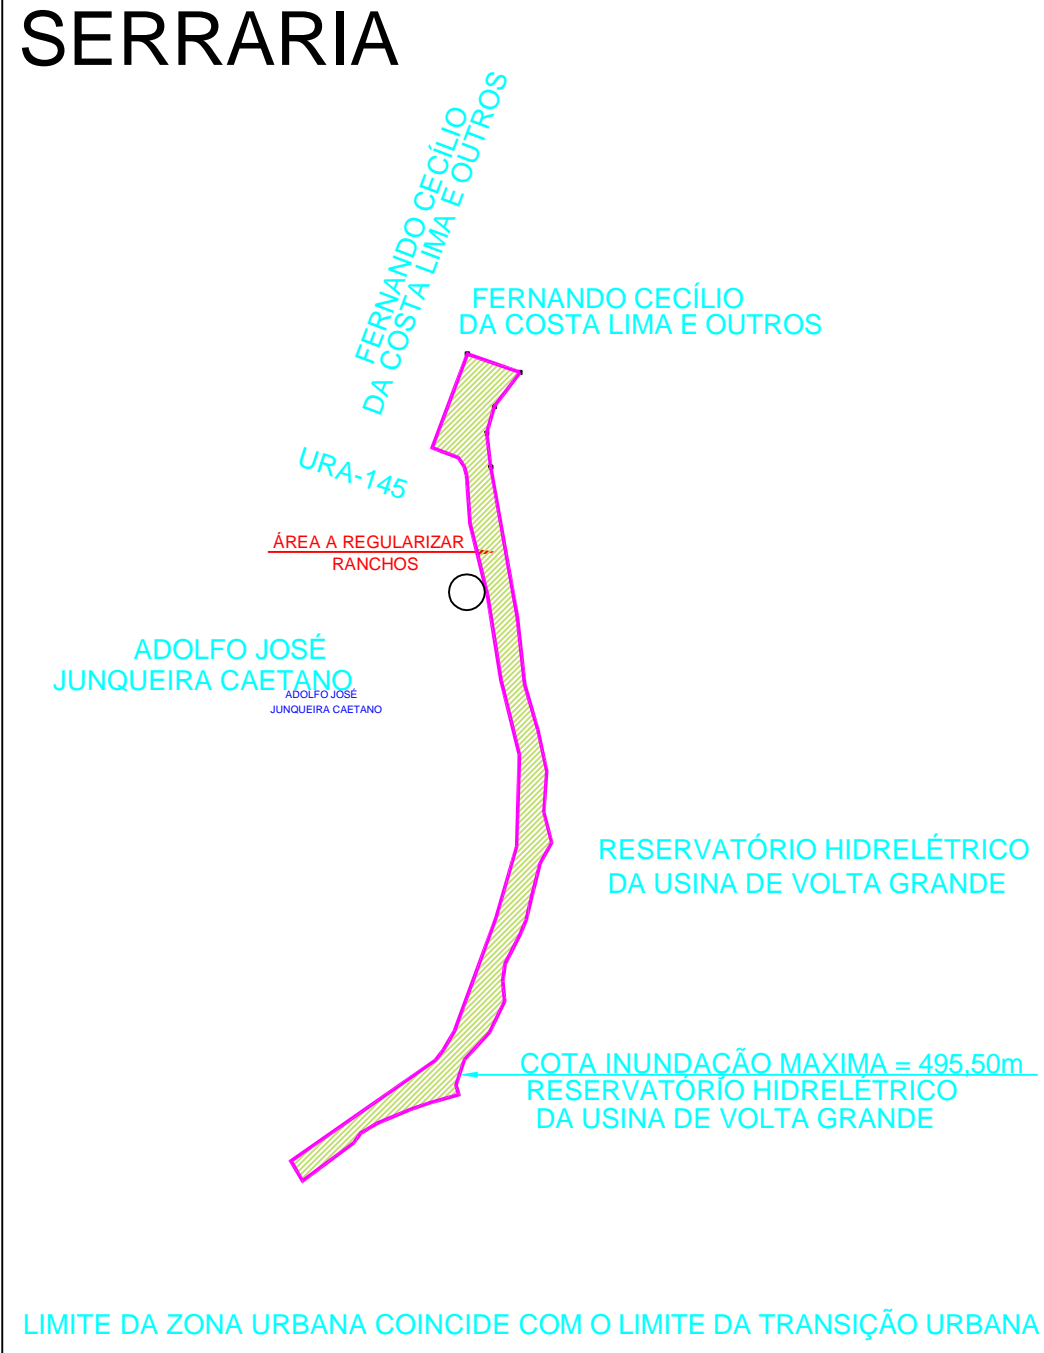 SERRARIA
FERNANDO CECÍLIO
DA COSTA LIMA E OUTROS
FERNANDO CECÍLIO
DA COSTA LIMA E OUTROS
URA-145
ÁREA A REGULARIZAR
RANCHOS
ADOLFO JOSÉ
JUNQUEIRA CAETANO
ADOLFO JOSÉ
JUNQUEIRA CAETANO
RESERVATÓRIO HIDRELÉTRICO
DA USINA DE VOLTA GRANDE
COTA INUNDAÇÃO MAXIMA = 495,50m
RESERVATÓRIO HIDRELÉTRICO
DA USINA DE VOLTA GRANDE
LIMITE DA ZONA URBANA COINCIDE COM O LIMITE DA TRANSIÇÃO URBANA